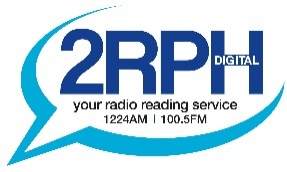 2RPH
DIGITAL
your radio reading service
1224AM | 100.5FM